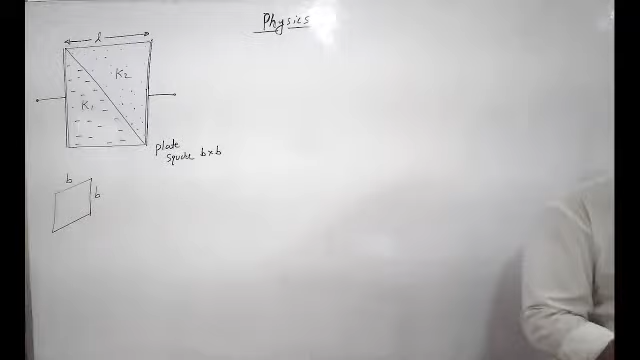 Physics
d
K₂
K₁
plate
square b×b
b
b